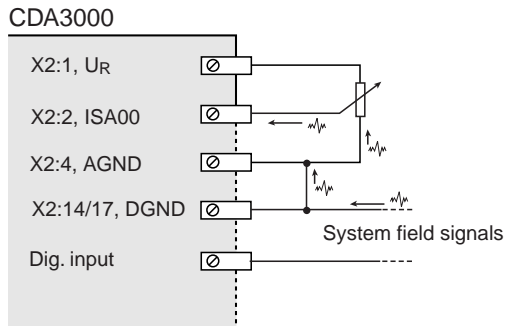 CDA3000
X2:1, UR
X2:2, ISA00
X2:4, AGND
X2:14/17, DGND
System field signals
Dig. input